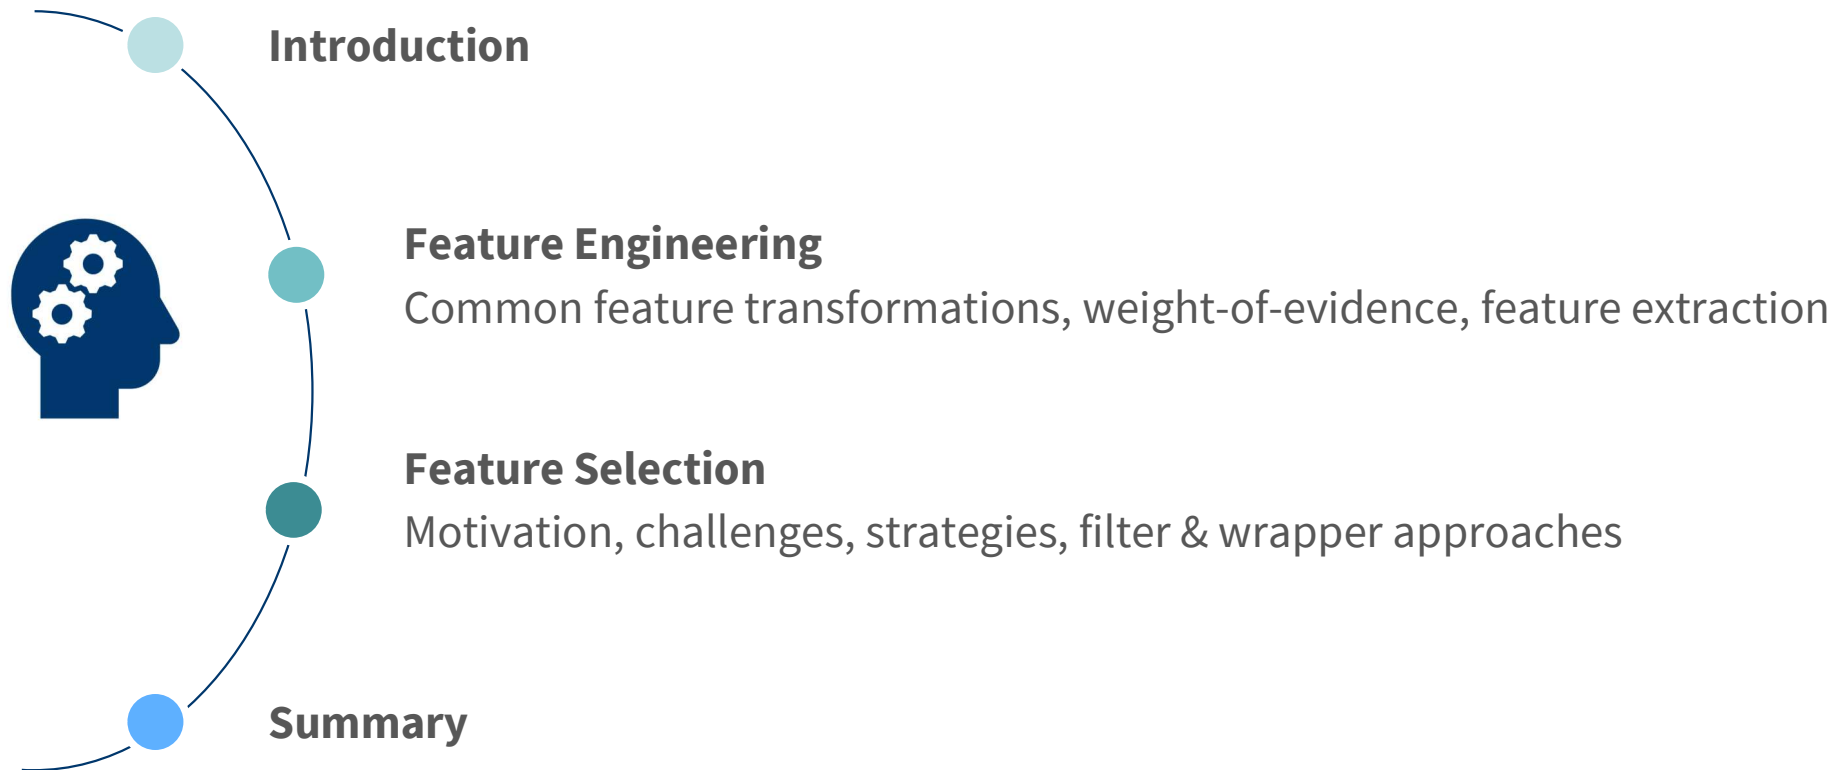 Introduction
Feature Engineering
Common feature transformations, weight-of-evidence, feature extraction
Feature Selection
Motivation, challenges, strategies, filter & wrapper approaches
Summary